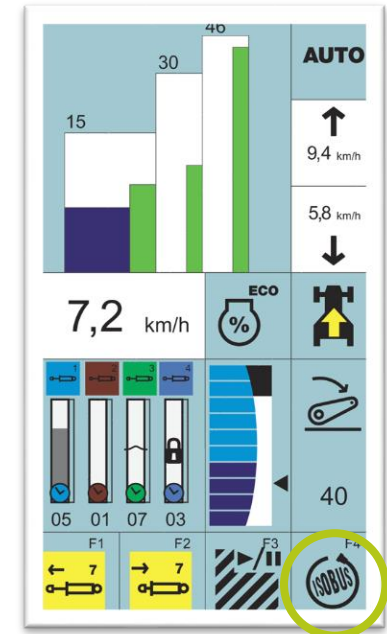 46
30
15
AUTO
9,4 km/h
5,8 km/h
7,2 km/h
ECO
%
1 2 3 4
05 01 07 03
40
F1 F2 F3 F4
7 7
ISOBUS